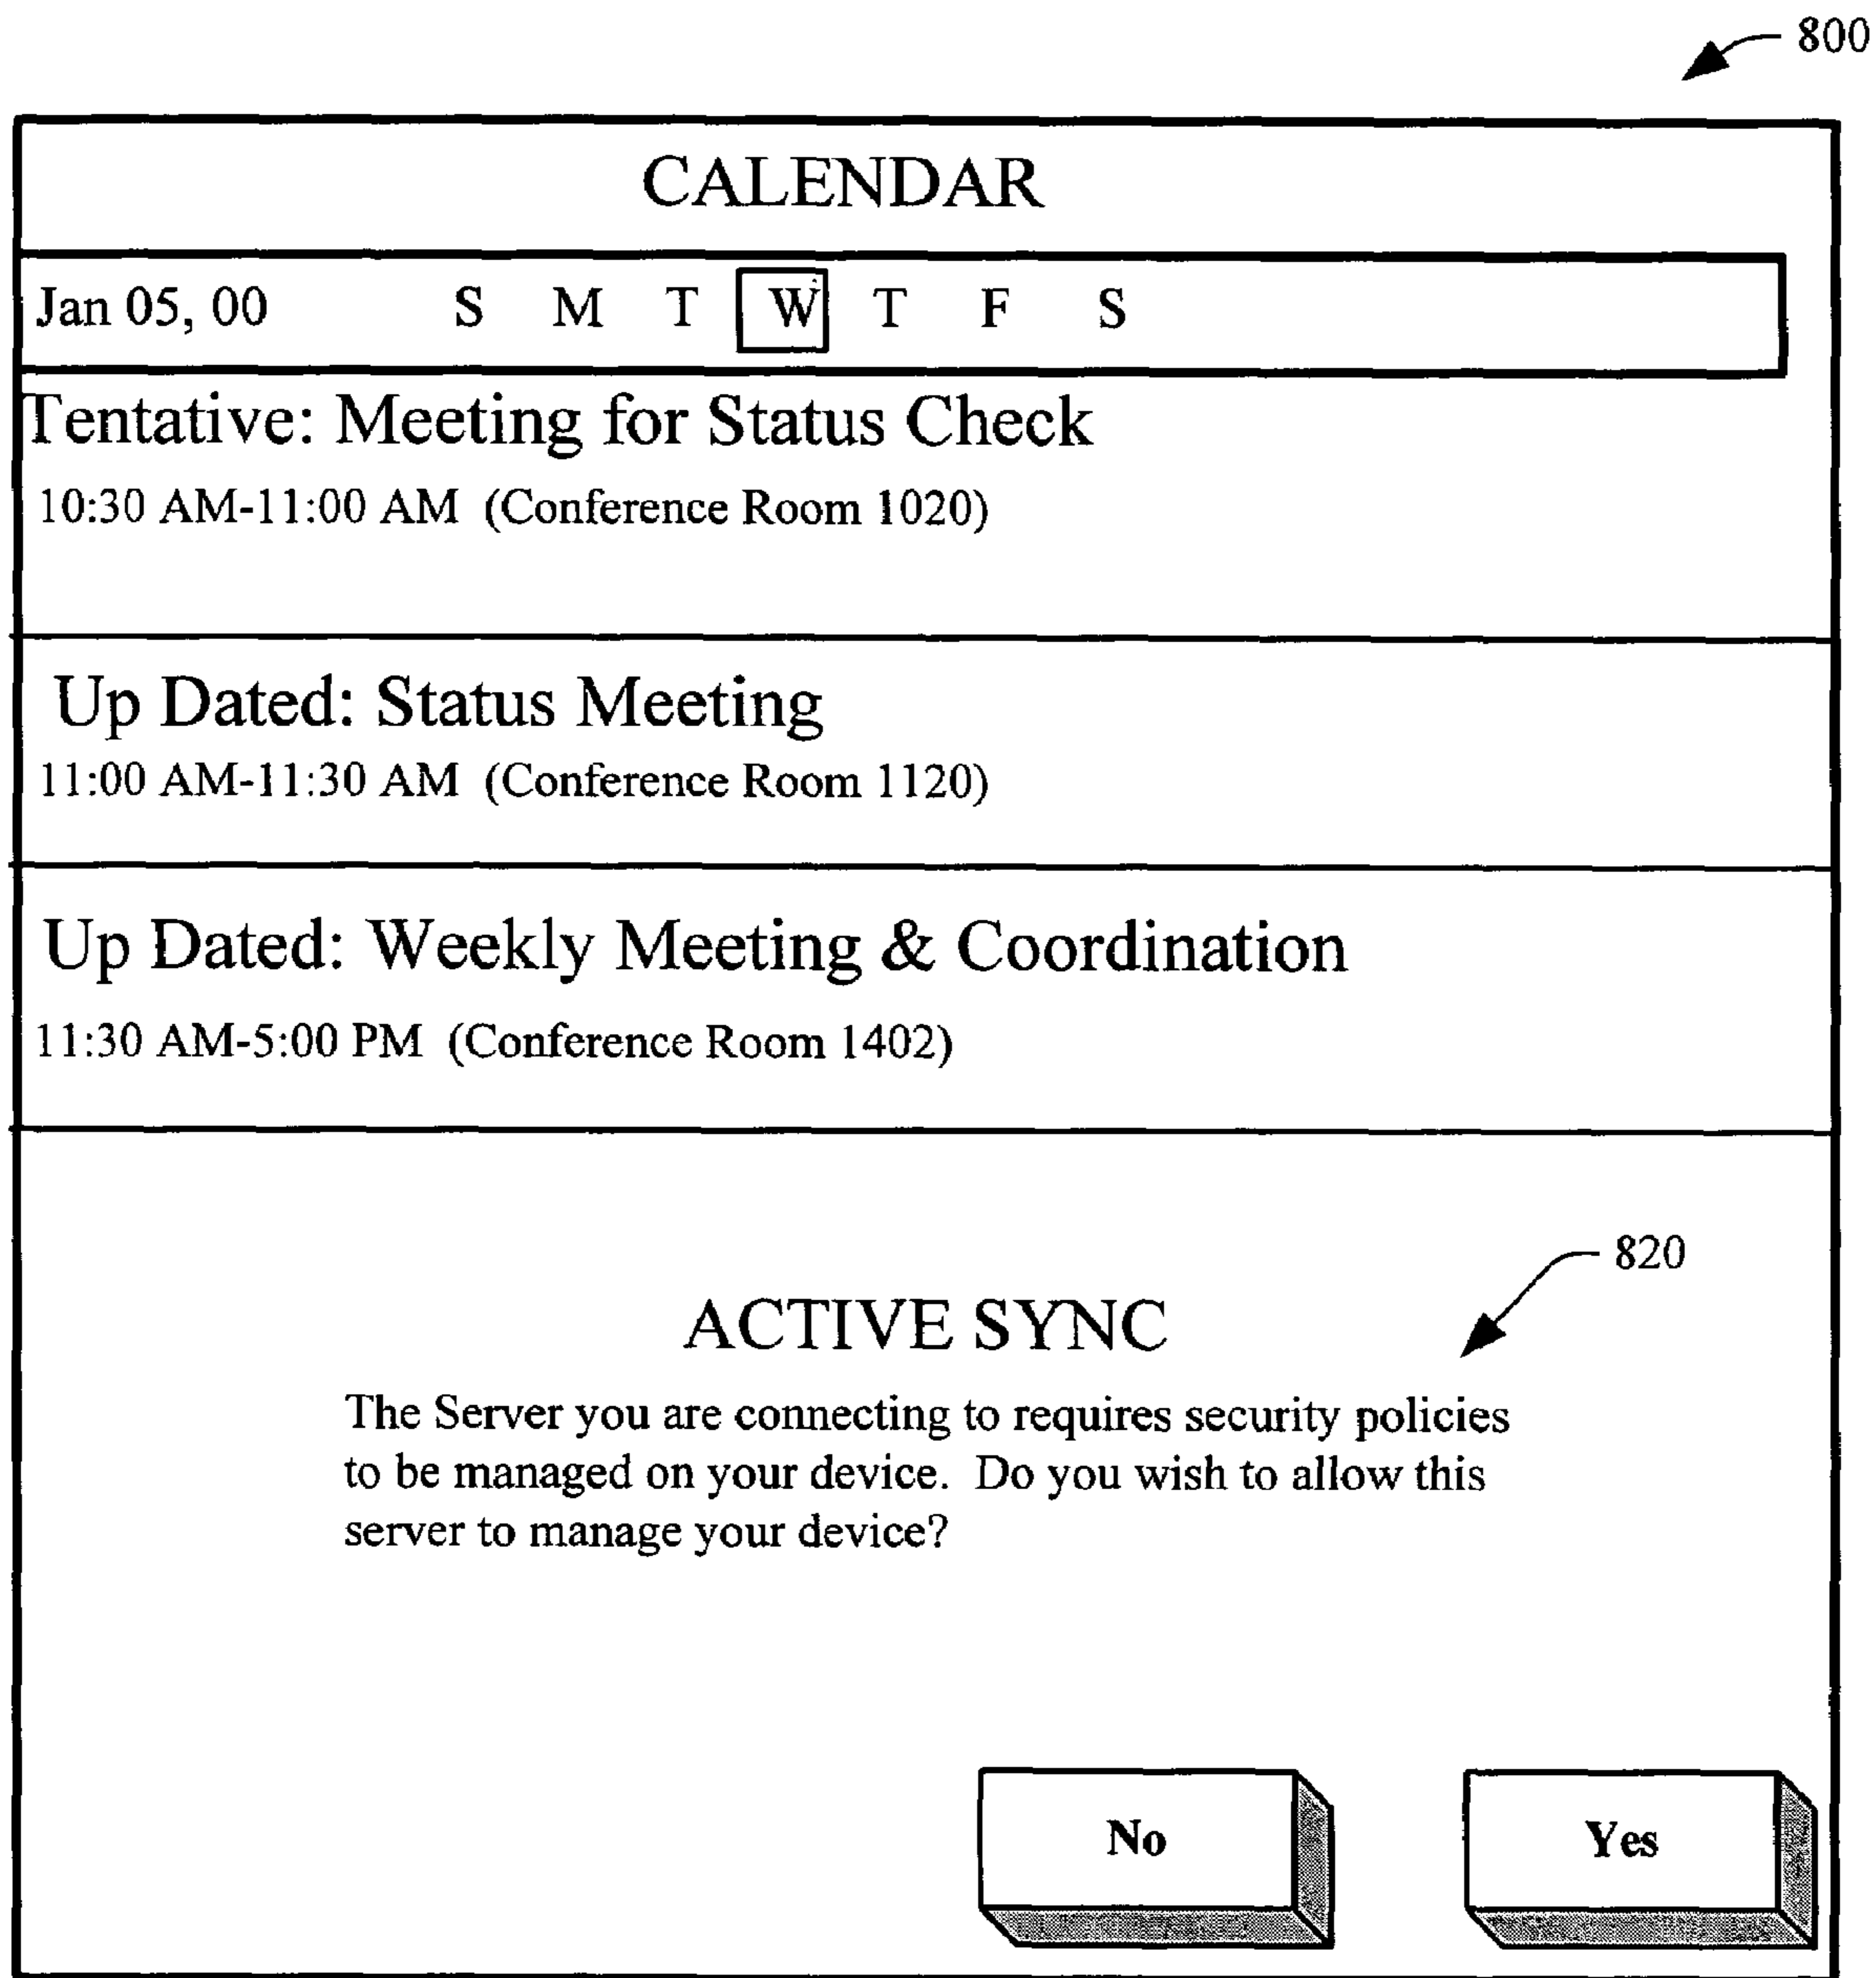 800
CALENDAR
Jan 05, 00 S M T W T F S
Tentative: Meeting for Status Check
10:30 AM-11:00 AM (Conference Room 1020)
Up Dated: Status Meeting
11:00 AM-11:30 AM (Conference Room 1120)
Up Dated: Weekly Meeting & Coordination
11:30 AM-5:00 PM (Conference Room 1402)
820
ACTIVE SYNC
The Server you are connecting to requires security policies
to be managed on your device. Do you wish to allow this
server to manage your device?
No Yes